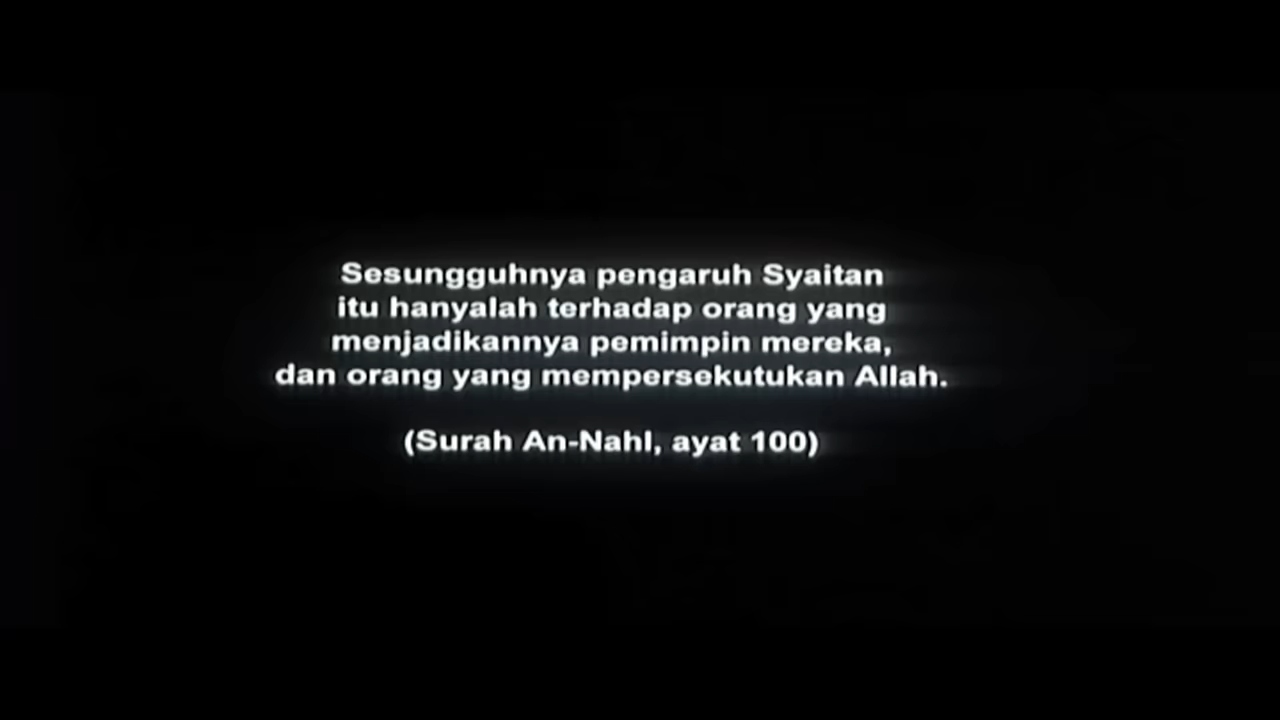 Sesungguhnya pengaruh Syaitan
itu hanyalah terhadap orang yang
menjadikannya pemimpin mereka,
dan orang yang mempersekutukan Allah.
(Surah An-Nahl, ayat 100)